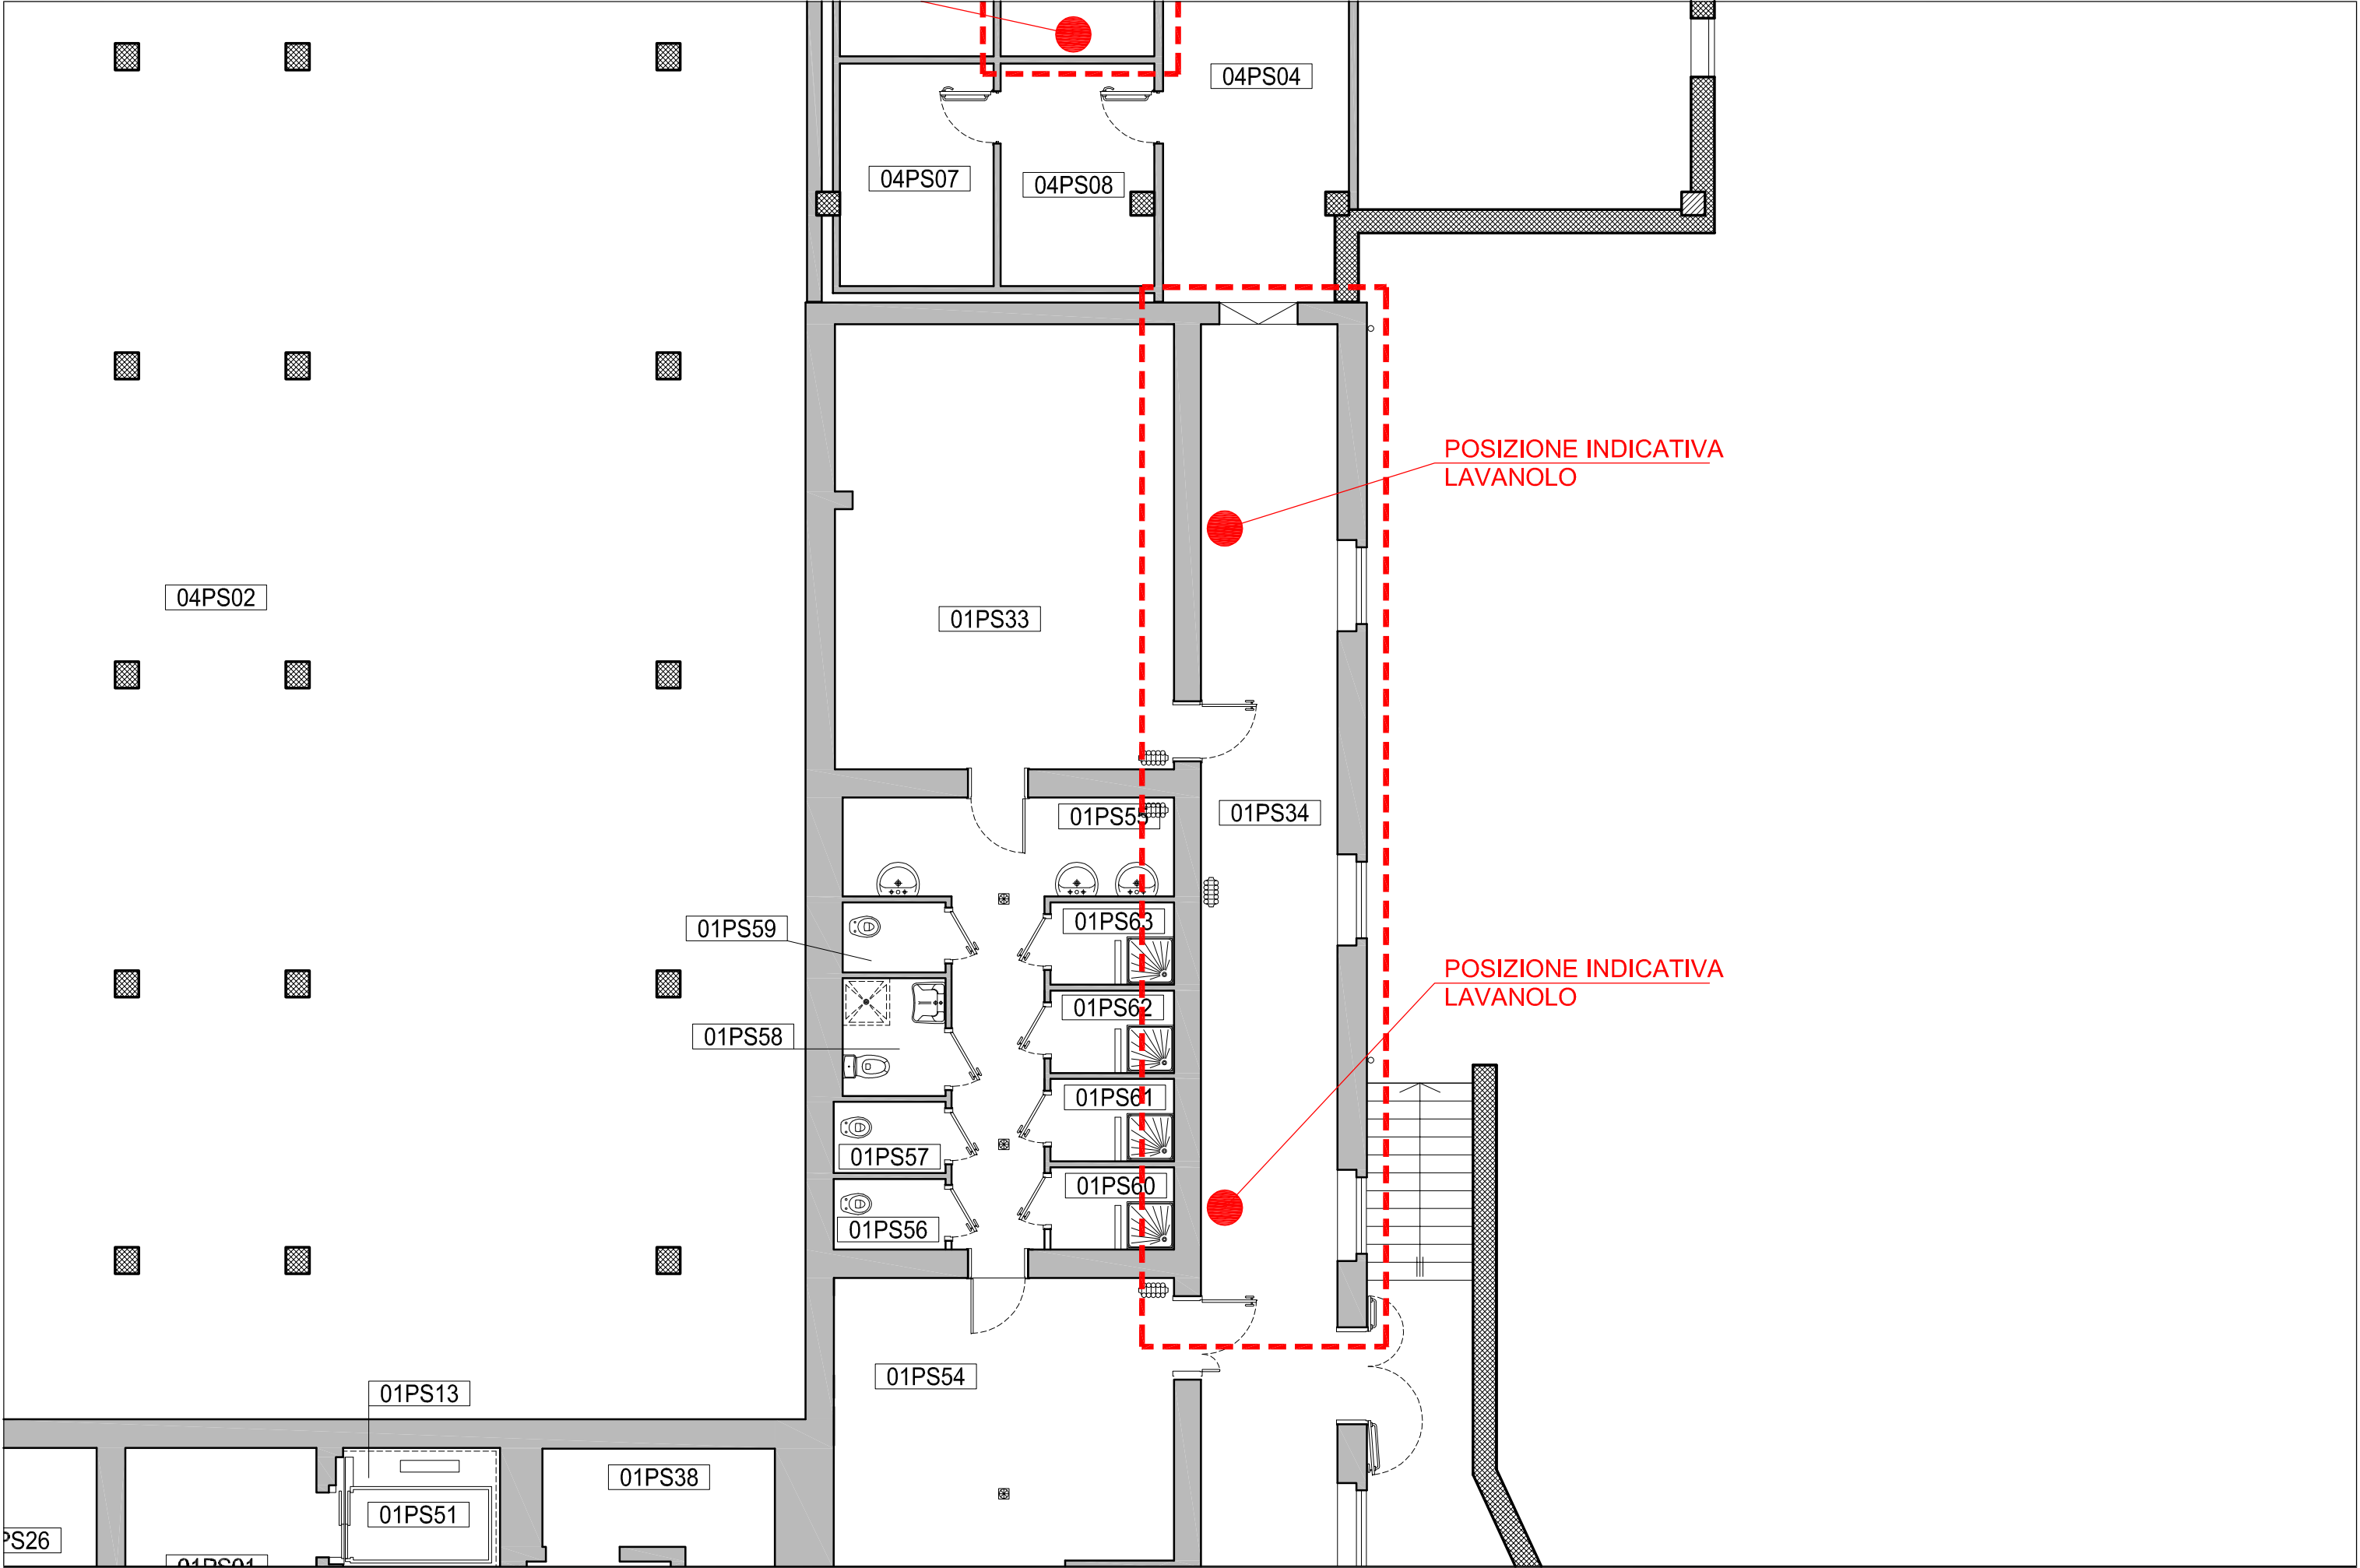 04PS04
04PS07
04PS08
POSIZIONE INDICATIVA
LAVANOLO
04PS02
01PS33
01PS55
01PS34
01PS59
01PS63
POSIZIONE INDICATIVA
LAVANOLO
01PS62
01PS58
01PS61
01PS57
01PS60
01PS56
01PS54
01PS13
01PS38
01PS51
PS26
01PS01